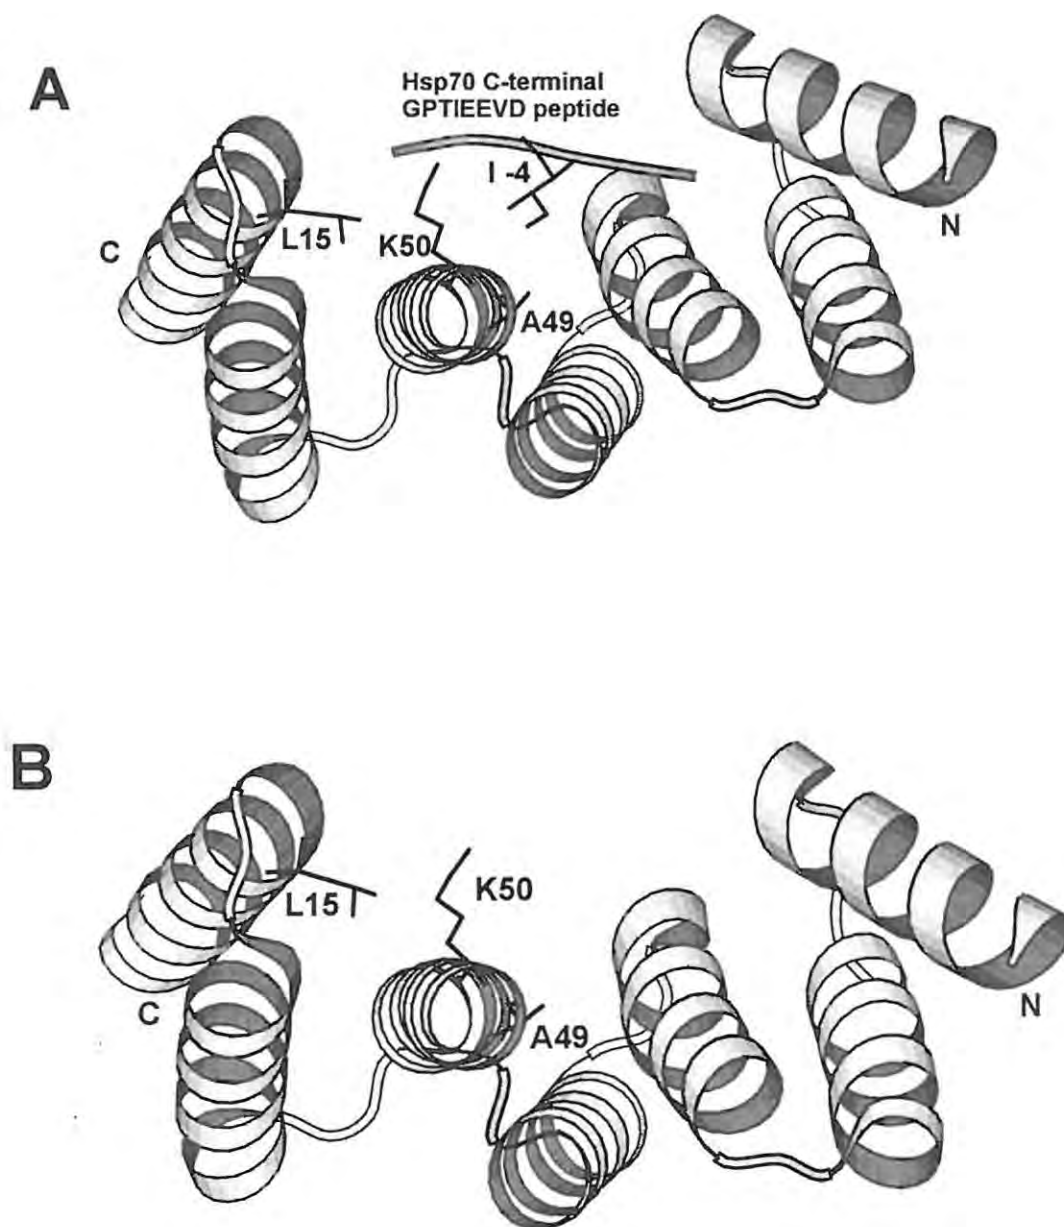 A
Hsp70 C-terminal
GPTIEEVD peptide
I -4
L15
K50
C
N
A49
B
K50
L15
C
A49
N